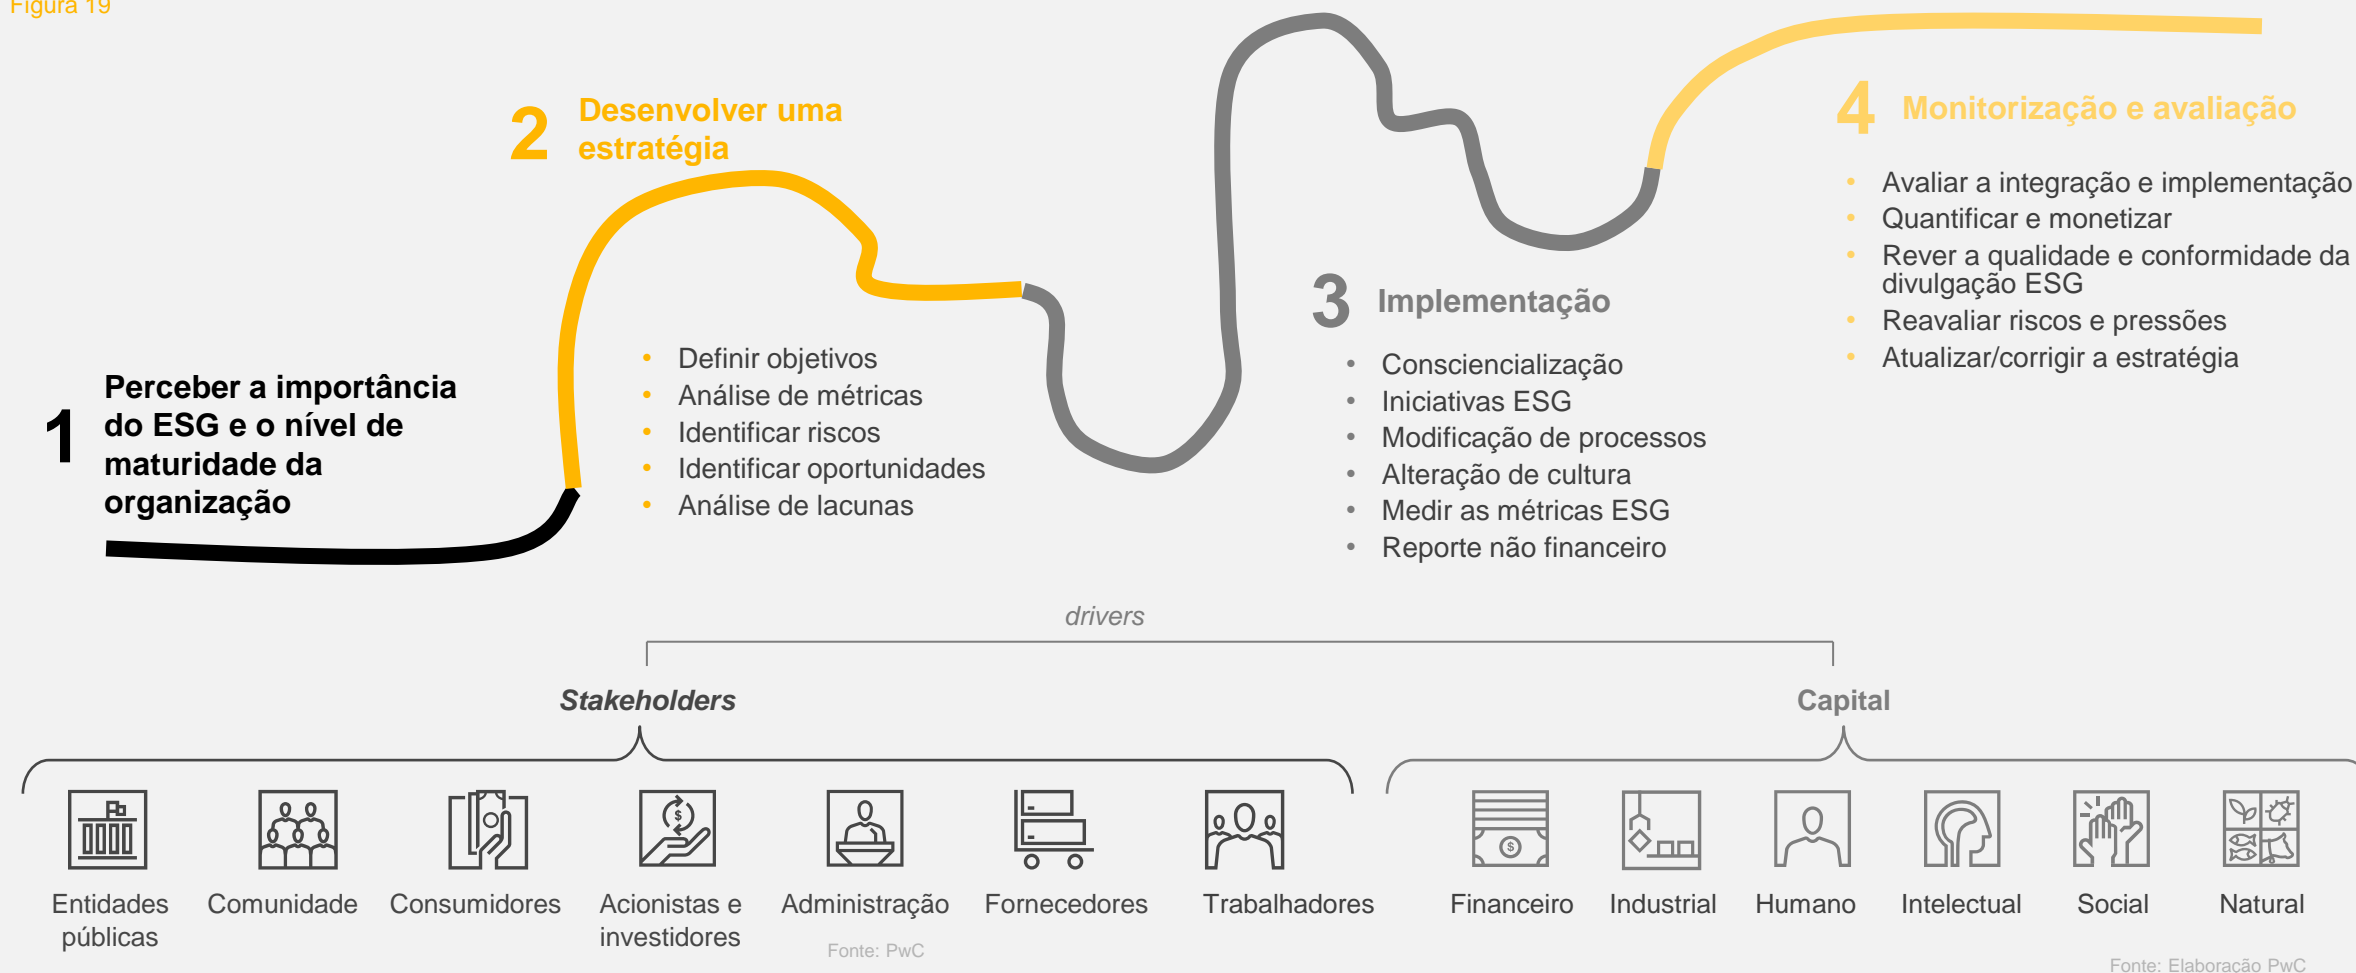 Figura 19
1
Perceber a importância
do ESG e o nível de
maturidade da
organização
2
Desenvolver uma
estratégia
• Definir objetivos
• Análise de métricas
• Identificar riscos
• Identificar oportunidades
• Análise de lacunas
3
Implementação
• Consciencialização
• Iniciativas ESG
• Modificação de processos
• Alteração de cultura
• Medir as métricas ESG
• Reporte não financeiro
4
Monitorização e avaliação
• Avaliar a integração e implementação
• Quantificar e monetizar
• Rever a qualidade e conformidade da
divulgação ESG
• Reavaliar riscos e pressões
• Atualizar/corrigir a estratégia
drivers
Stakeholders
Capital
Entidades
públicas
Comunidade
Consumidores
Acionistas e
investidores
Administração
Fornecedores
Trabalhadores
Financeiro
Industrial
Humano
Intelectual
Social
Natural
Fonte: PwC
Fonte: Elaboração PwC